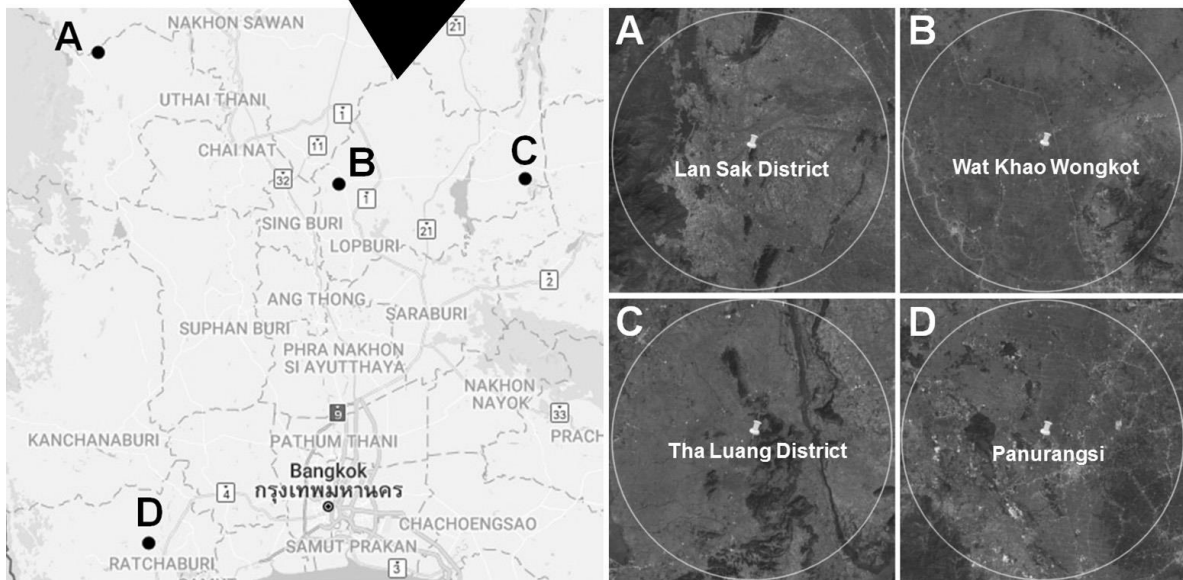 A
NAKHON SAWAN
21
UTHAI THANI
1
CHAI NAT
11
B
C
32
1
SING BURI
21
LOPBURI
2
ANG THONG
SARABURI
SUPHAN BURI
PHRA NAKHON
SI AYUTTHAYA
NAKHON
NAYOK
9
33
KANCHANABURI
PATHUM THANI
PRACH
Bangkok
กรุงเทพมหานคร
D
4
CHACHOENGSAO
SAMUT PRAKAN
RATCHABURI
3
A
Lan Sak District
B
Wat Khao Wongkot
C
Tha Luang District
D
Panurangsi